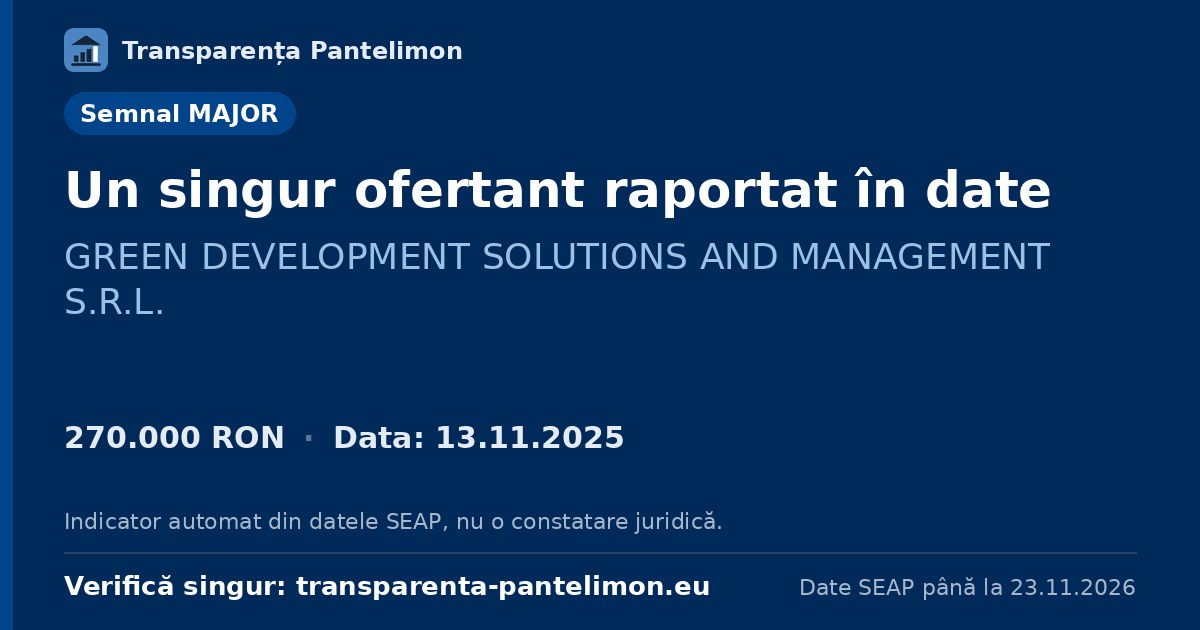 Transparența Pantelimon
Semnal MAJOR
Un singur ofertant raportat în date
GREEN DEVELOPMENT SOLUTIONS AND MANAGEMENT
S.R.L.
270.000 RON · Data: 13.11.2025
Indicator automat din datele SEAP, nu o constatare juridică.
Verifică singur: transparenta-pantelimon.eu
Date SEAP până la 23.11.2026